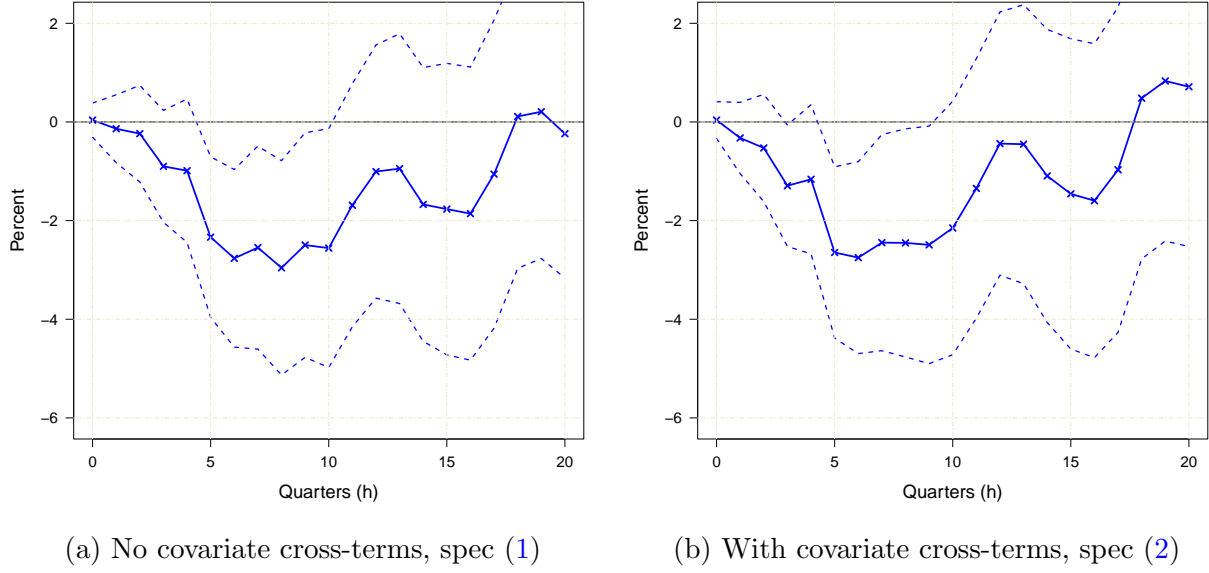 2
0
−2
−4
−6
Percent
0 5 10 15 20
Quarters (h)
(a) No covariate cross-terms, spec (1)
2
0
−2
−4
−6
Percent
0 5 10 15 20
Quarters (h)
(b) With covariate cross-terms, spec (2)